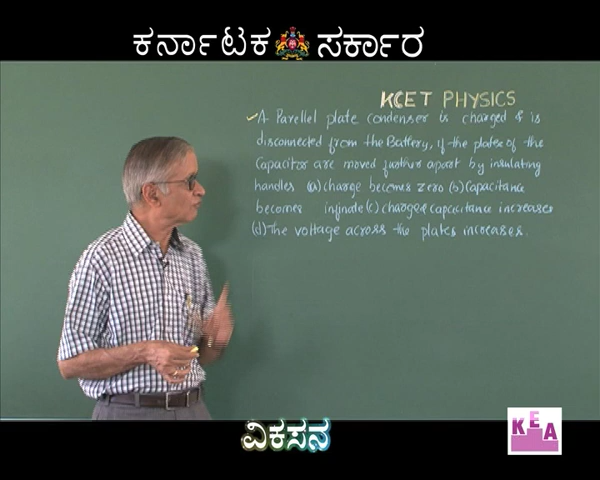 ಕರ್ನಾಟಕ ಸರ್ಕಾರ
KCET PHYSICS
A Parellel plate condenser is charged & is
disconnected from the Battery, if the plates of the
Capacitor are moved further apart by insulating
handles (a) charge becomes zero (b) capacitance
becomes infinate (c) charge & capacitance increases
(d) The voltage across the plates increases.
ವಿಕಸನ
KEA